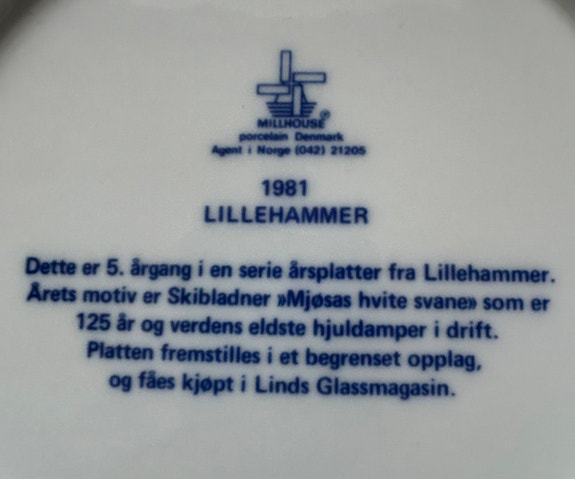 MILLHOUSE®
porcelain Denmark
Agent i Norge (042) 21205
1981
LILLEHAMMER
Dette er 5. årgang i en serie årsplatter fra Lillehammer.
Årets motiv er Skibladner »Mjøsas hvite svane» som er
125 år og verdens eldste hjuldamper i drift.
Platten fremstilles i et begrenset opplag,
og fåes kjøpt i Linds Glassmagasin.